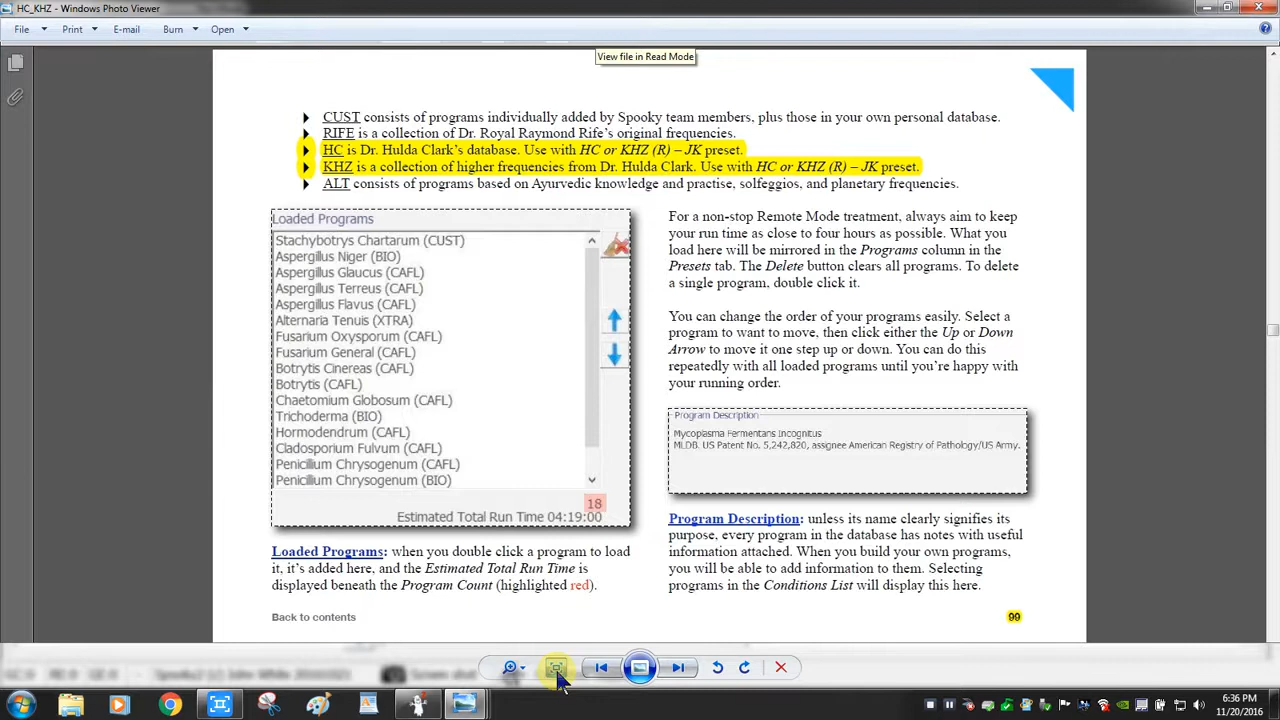 HC_KHZ - Windows Photo Viewer
File Print E-mail Burn Open
View file in Read Mode
CUST consists of programs individually added by Spooky team members, plus those in your own personal database.
RIFE is a collection of Dr. Royal Raymond Rife's original frequencies.
HC is Dr. Hulda Clark's database. Use with HC or KHZ (R) – JK preset.
KHZ is a collection of higher frequencies from Dr. Hulda Clark. Use with HC or KHZ (R) – JK preset.
ALT consists of programs based on Ayurvedic knowledge and practise, solfeggios, and planetary frequencies.
Loaded Programs
Stachybotrys Chartarum (CUST)
Aspergillus Niger (BIO)
Aspergillus Glaucus (CAFL)
Aspergillus Terreus (CAFL)
Aspergillus Flavus (CAFL)
Alternaria Tenuis (XTRA)
Fusarium Oxysporum (CAFL)
Fusarium General (CAFL)
Botrytis Cinereas (CAFL)
Botrytis (CAFL)
Chaetomium Globosum (CAFL)
Trichoderma (BIO)
Hormodendrum (CAFL)
Cladosporium Fulvum (CAFL)
Penicillium Chrysogenum (CAFL)
Penicillium Chrysogenum (BIO)
18
Estimated Total Run Time 04:19:00
Loaded Programs: when you double click a program to load
it, it's added here, and the Estimated Total Run Time is
displayed beneath the Program Count (highlighted red).
For a non-stop Remote Mode treatment, always aim to keep
your run time as close to four hours as possible. What you
load here will be mirrored in the Programs column in the
Presets tab. The Delete button clears all programs. To delete
a single program, double click it.
You can change the order of your programs easily. Select a
program to want to move, then click either the Up or Down
Arrow to move it one step up or down. You can do this
repeatedly with all loaded programs until you're happy with
your running order.
Program Description
Mycoplasma Fermentans Incognitus
MLDB. US Patent No. 5,242,820, assignee American Registry of Pathology/US Army.
Program Description: unless its name clearly signifies its
purpose, every program in the database has notes with useful
information attached. When you build your own programs,
you will be able to add information to them. Selecting
programs in the Conditions List will display this here.
Back to contents
99
6:36 PM
11/20/2016